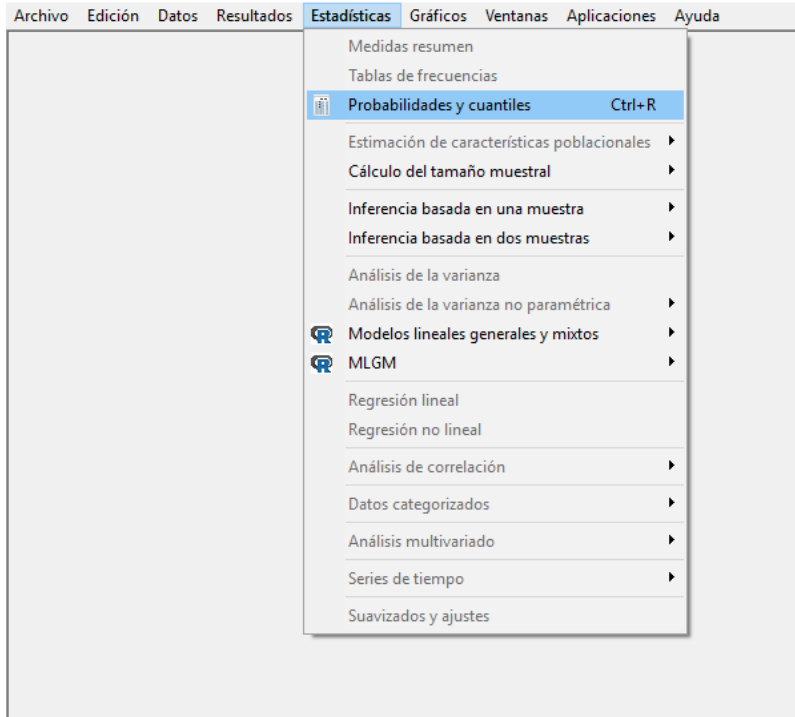 Archivo Edición Datos Resultados Estadísticas Gráficos Ventanas Aplicaciones Ayuda
Medidas resumen
Tablas de frecuencias
Probabilidades y cuantiles Ctrl+R
Estimación de características poblacionales
Cálculo del tamaño muestral
Inferencia basada en una muestra
Inferencia basada en dos muestras
Análisis de la varianza
Análisis de la varianza no paramétrica
Modelos lineales generales y mixtos
MLGM
Regresión lineal
Regresión no lineal
Análisis de correlación
Datos categorizados
Análisis multivariado
Series de tiempo
Suavizados y ajustes